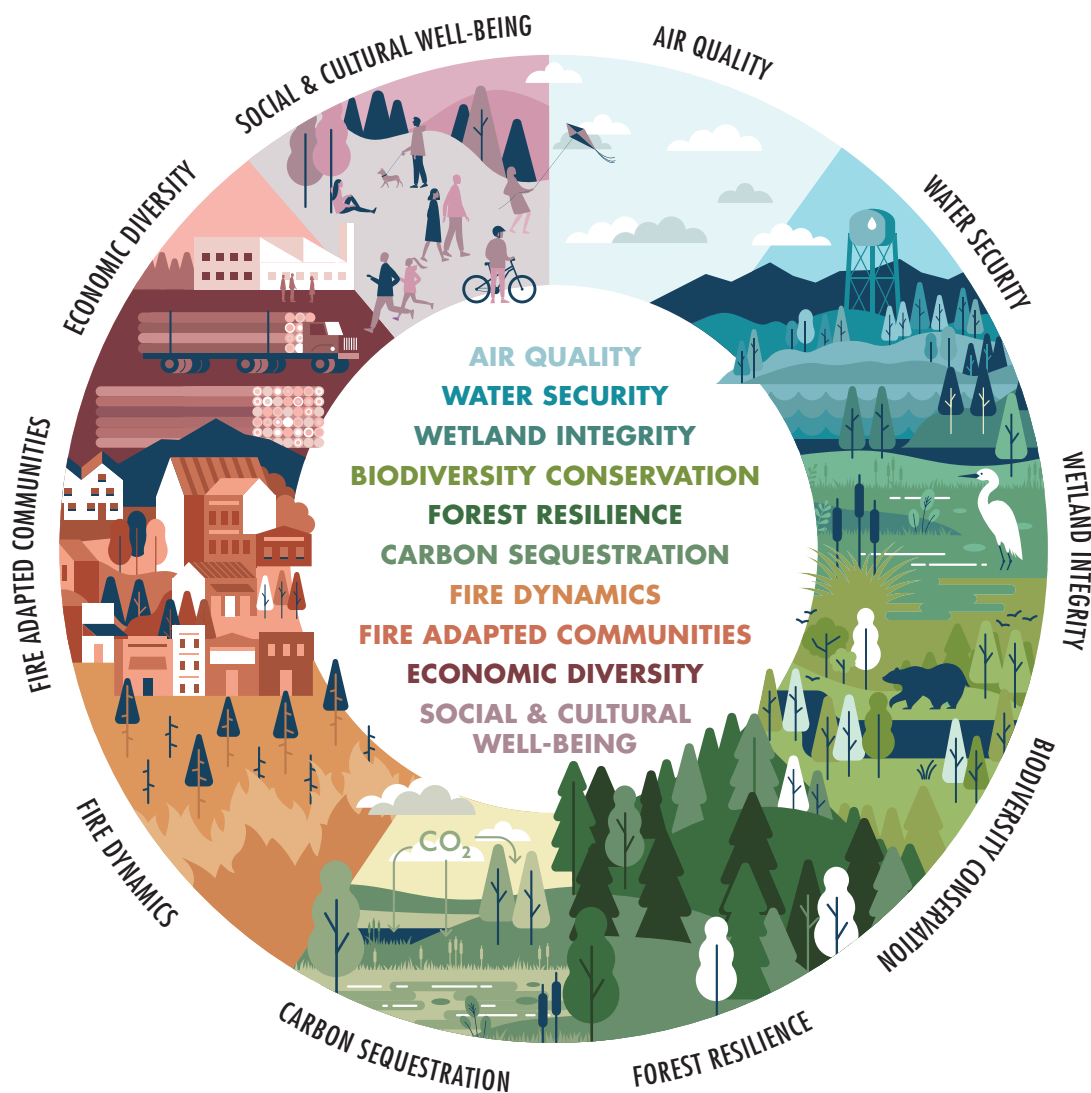 SOCIAL & CULTURAL WELL-BEING
AIR QUALITY
WATER SECURITY
WETLAND INTEGRITY
BIODIVERSITY CONSERVATION
FOREST RESILIENCE
CARBON SEQUESTRATION
FIRE DYNAMICS
FIRE ADAPTED COMMUNITIES
ECONOMIC DIVERSITY
AIR QUALITY
WATER SECURITY
WETLAND INTEGRITY
BIODIVERSITY CONSERVATION
FOREST RESILIENCE
CARBON SEQUESTRATION
FIRE DYNAMICS
FIRE ADAPTED COMMUNITIES
ECONOMIC DIVERSITY
SOCIAL & CULTURAL
WELL-BEING
CO₂